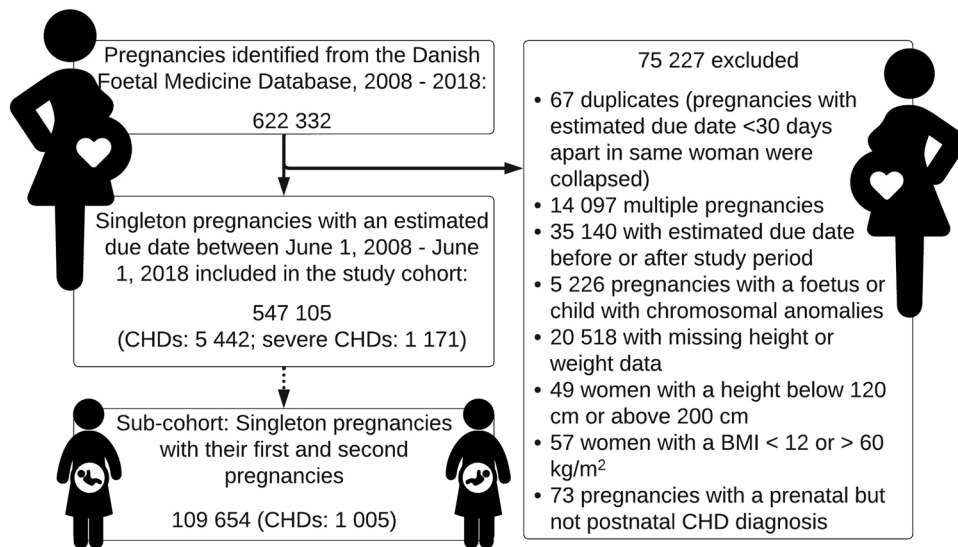 Pregnancies identified from the Danish
Foetal Medicine Database, 2008 - 2018:
622 332
Singleton pregnancies with an estimated
due date between June 1, 2008 - June
1, 2018 included in the study cohort:
547 105
(CHDs: 5 442; severe CHDs: 1 171)
Sub-cohort: Singleton pregnancies
with their first and second
pregnancies
109 654 (CHDs: 1 005)
75 227 excluded
• 67 duplicates (pregnancies with
estimated due date <30 days
apart in same woman were
collapsed)
• 14 097 multiple pregnancies
• 35 140 with estimated due date
before or after study period
• 5 226 pregnancies with a foetus or
child with chromosomal anomalies
• 20 518 with missing height or
weight data
• 49 women with a height below 120
cm or above 200 cm
• 57 women with a BMI < 12 or > 60
kg/m²
• 73 pregnancies with a prenatal but
not postnatal CHD diagnosis